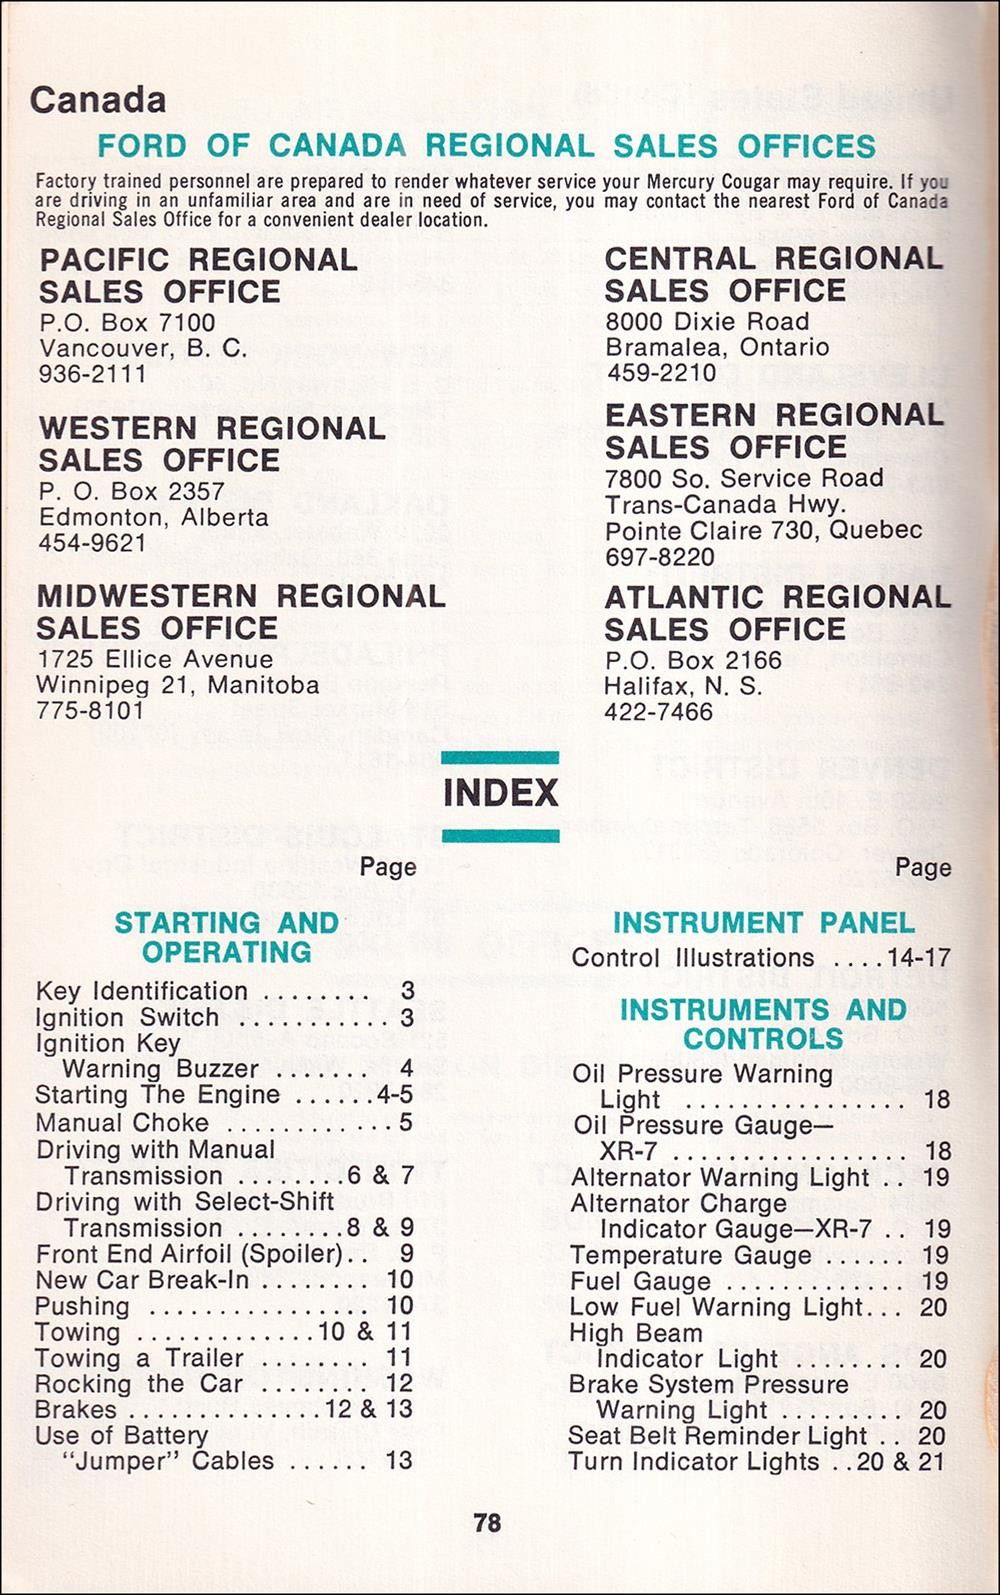 Canada
FORD OF CANADA REGIONAL SALES OFFICES
Factory trained personnel are prepared to render whatever service your Mercury Cougar may require. If you
are driving in an unfamiliar area and are in need of service, you may contact the nearest Ford of Canada
Regional Sales Office for a convenient dealer location.
PACIFIC REGIONAL
SALES OFFICE
P.O. Box 7100
Vancouver, B. C.
936-2111
WESTERN REGIONAL
SALES OFFICE
P. O. Box 2357
Edmonton, Alberta
454-9621
MIDWESTERN REGIONAL
SALES OFFICE
1725 Ellice Avenue
Winnipeg 21, Manitoba
775-8101
CENTRAL REGIONAL
SALES OFFICE
8000 Dixie Road
Bramalea, Ontario
459-2210
EASTERN REGIONAL
SALES OFFICE
7800 So. Service Road
Trans-Canada Hwy.
Pointe Claire 730, Quebec
697-8220
ATLANTIC REGIONAL
SALES OFFICE
P.O. Box 2166
Halifax, N. S.
422-7466
INDEX
Page
STARTING AND
OPERATING
Key Identification ........ 3
Ignition Switch ........... 3
Ignition Key
Warning Buzzer ........ 4
Starting The Engine ......4-5
Manual Choke ............5
Driving with Manual
Transmission ........6 & 7
Driving with Select-Shift
Transmission ........8 & 9
Front End Airfoil (Spoiler).. 9
New Car Break-In ......... 10
Pushing .................10
Towing .............10 & 11
Towing a Trailer ........ 11
Rocking the Car ......... 12
Brakes ...............12 & 13
Use of Battery
"Jumper" Cables ...... 13
Page
INSTRUMENT PANEL
Control Illustrations ....14-17
INSTRUMENTS AND
CONTROLS
Oil Pressure Warning
Light ................. 18
Oil Pressure Gauge—
XR-7 .................. 18
Alternator Warning Light .. 19
Alternator Charge
Indicator Gauge—XR-7 .. 19
Temperature Gauge ...... 19
Fuel Gauge .............. 19
Low Fuel Warning Light... 20
High Beam
Indicator Light ......... 20
Brake System Pressure
Warning Light .......... 20
Seat Belt Reminder Light .. 20
Turn Indicator Lights ..20 & 21
78